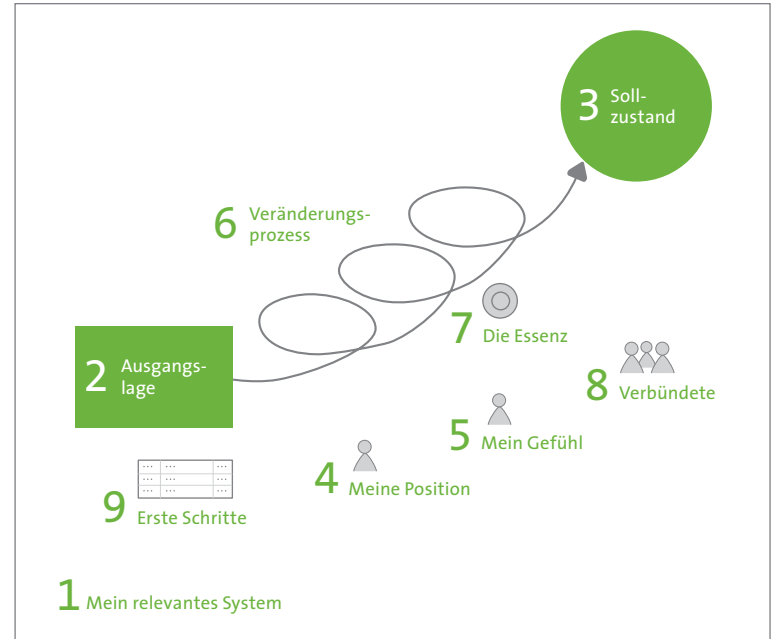 3 Soll-
zustand
6 Veränderungs-
prozess
7 Die Essenz
2 Ausgangs-
lage
8 Verbündete
5 Mein Gefühl
4 Meine Position
... ... ...
... ... ...
... ... ...
9 Erste Schritte
1 Mein relevantes System